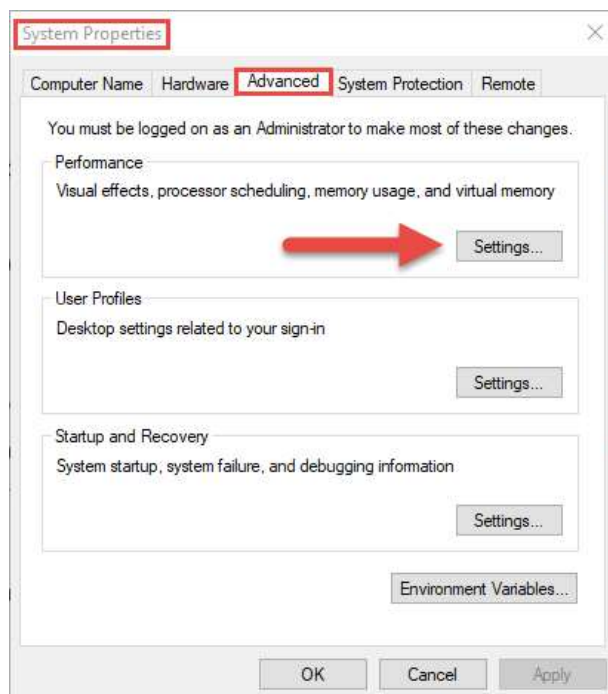 System Properties
Computer Name Hardware Advanced System Protection Remote
You must be logged on as an Administrator to make most of these changes.
Performance
Visual effects, processor scheduling, memory usage, and virtual memory
Settings...
User Profiles
Desktop settings related to your sign-in
Settings...
Startup and Recovery
System startup, system failure, and debugging information
Settings...
Environment Variables...
OK Cancel Apply